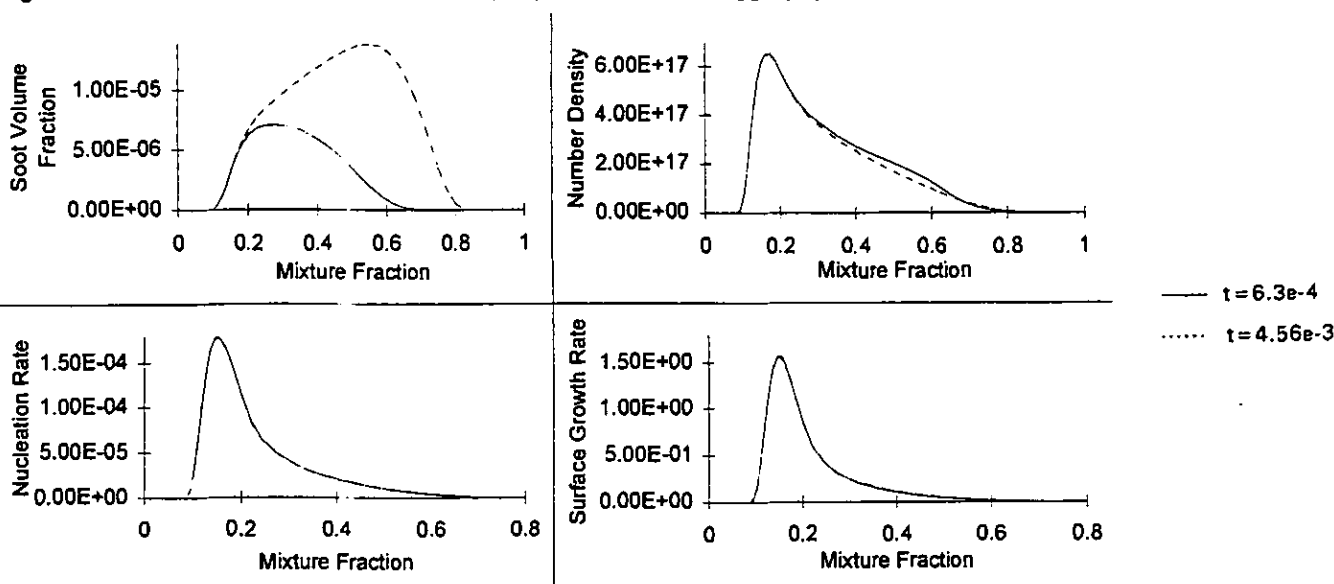 Soot Volume
Fraction
1.00E-05
5.00E-06
0.00E+00
0 0.2 0.4 0.6 0.8 1
Mixture Fraction
Number Density
6.00E+17
4.00E+17
2.00E+17
0.00E+00
0 0.2 0.4 0.6 0.8 1
Mixture Fraction
t=6.3e-4
t=4.56e-3
Nucleation Rate
1.50E-04
1.00E-04
5.00E-05
0.00E+00
0 0.2 0.4 0.6 0.8
Mixture Fraction
Surface Growth Rate
1.50E+00
1.00E+00
5.00E-01
0.00E+00
0 0.2 0.4 0.6 0.8
Mixture Fraction